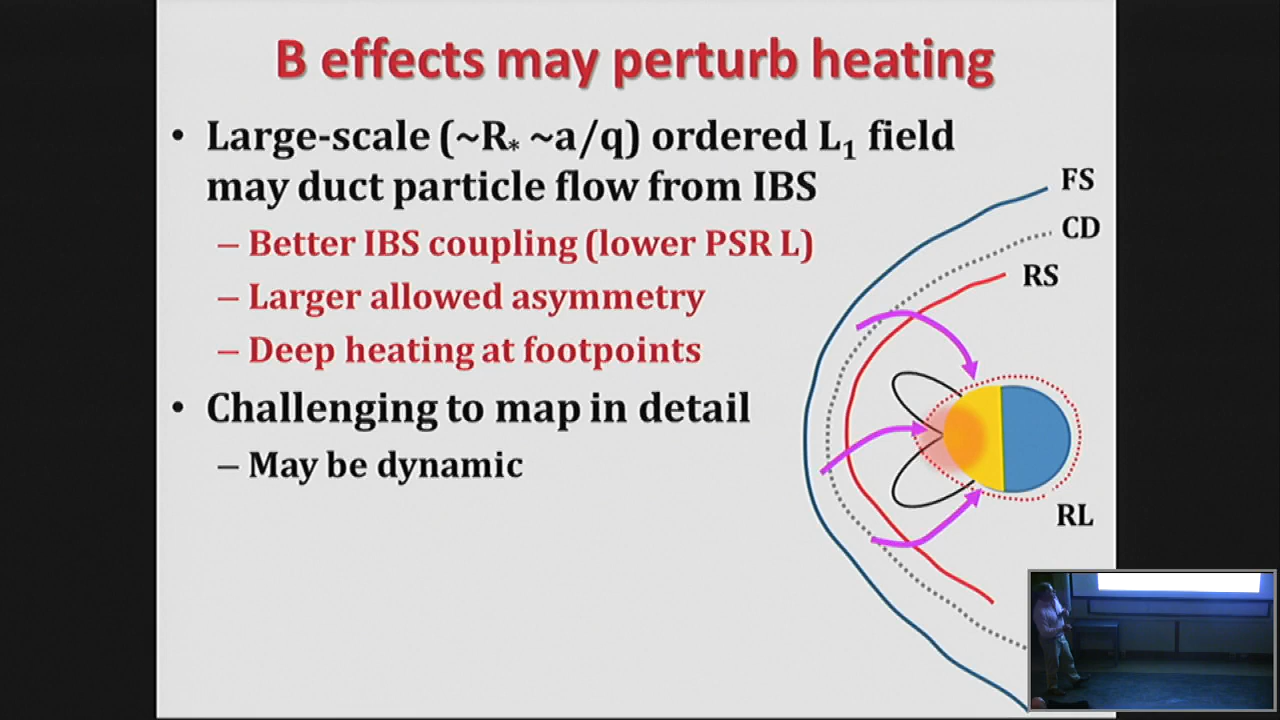 B effects may perturb heating
• Large-scale (~R* ~a/q) ordered L₁ field
may duct particle flow from IBS
– Better IBS coupling (lower PSR L)
– Larger allowed asymmetry
– Deep heating at footpoints
• Challenging to map in detail
– May be dynamic
FS
CD
RS
RL